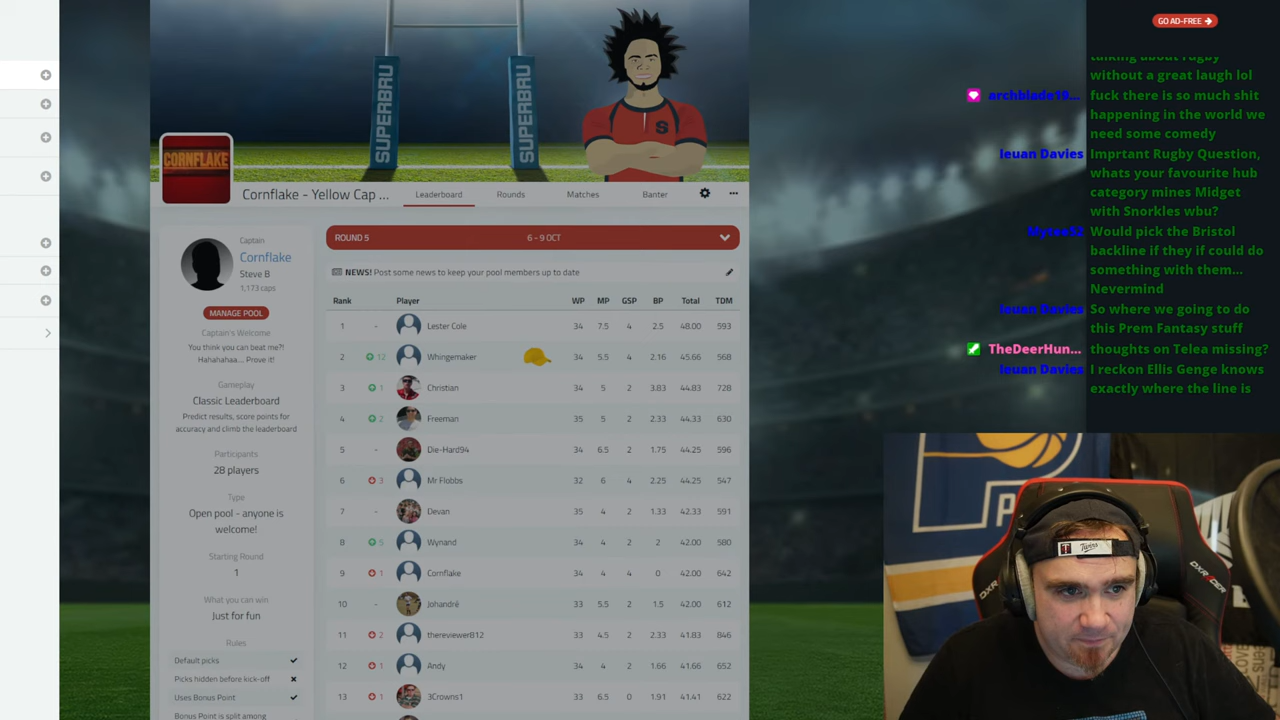 GO AD-FREE
talking about rugby
without a great laugh lol
archblade19... fuck there is so much shit
happening in the world we
need some comedy
Ieuan Davies Imprtant Rugby Question,
whats your favourite hub
category mines Midget
with Snorkles wbu?
Mytee52 Would pick the Bristol
backline if they if could do
something with them...
Nevermind
Ieuan Davies So where we going to do
this Prem Fantasy stuff
TheDeerHun... thoughts on Telea missing?
Ieuan Davies I reckon Ellis Genge knows
exactly where the line is
SUPERBRU
SUPERBRU
S
CORNFLAKE
Cornflake - Yellow Cap ...
Leaderboard Rounds Matches Banter
Captain
Cornflake
Steve B
1,173 caps
MANAGE POOL
Captain's Welcome
You think you can beat me?!
Hahahahaa... Prove it!
Gameplay
Classic Leaderboard
Predict results, score points for
accuracy and climb the leaderboard
Participants
28 players
Type
Open pool - anyone is
welcome!
Starting Round
1
What you can win
Just for fun
Rules
Default picks
Picks hidden before kick-off
Uses Bonus Point
Bonus Point is split among
ROUND 5 6 - 9 OCT
NEWS! Post some news to keep your pool members up to date
Rank Player WP MP GSP BP Total TDM
1 - Lester Cole 34 7.5 4 2.5 48.00 593
2 12 Whingemaker 34 5.5 4 2.16 45.66 568
3 1 Christian 34 5 2 3.83 44.83 728
4 2 Freeman 35 5 2 2.33 44.33 630
5 - Die-Hard94 34 6.5 2 1.75 44.25 596
6 3 Mr Flobbs 32 6 4 2.25 44.25 547
7 - Devan 35 4 2 1.33 42.33 591
8 5 Wynand 34 4 2 2 42.00 580
9 1 Cornflake 34 4 4 0 42.00 642
10 - Johandré 33 5.5 2 1.5 42.00 612
11 2 thereviewer812 33 4.5 2 2.33 41.83 846
12 1 Andy 34 4 2 1.66 41.66 652
13 1 3Crowns1 33 6.5 0 1.91 41.41 622
P
Twins
DXRACER